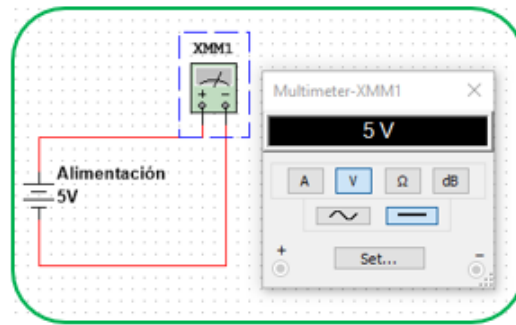 XMM1
Multimeter-XMM1
5 V
Alimentación
5V
A V Ω dB
Set...
+ -
+ -